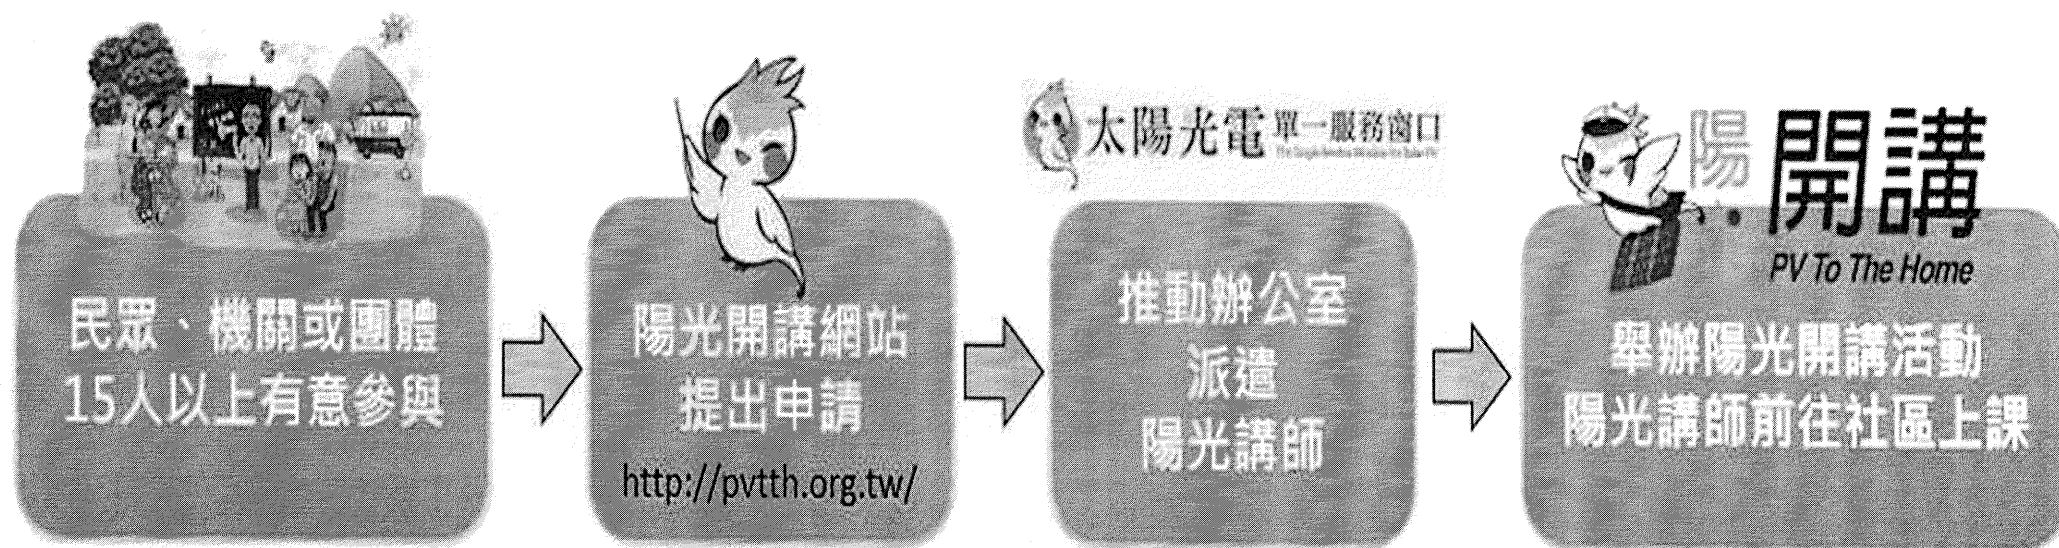 民眾、機關或團體
15人以上有意參與
陽光開講網站
提出申請
http://pvtth.org.tw/
太陽光電 單一服務窗口
推動辦公室
派遣
陽光講師
陽 開講
PV To The Home
舉辦陽光開講活動
陽光講師前往社區上課